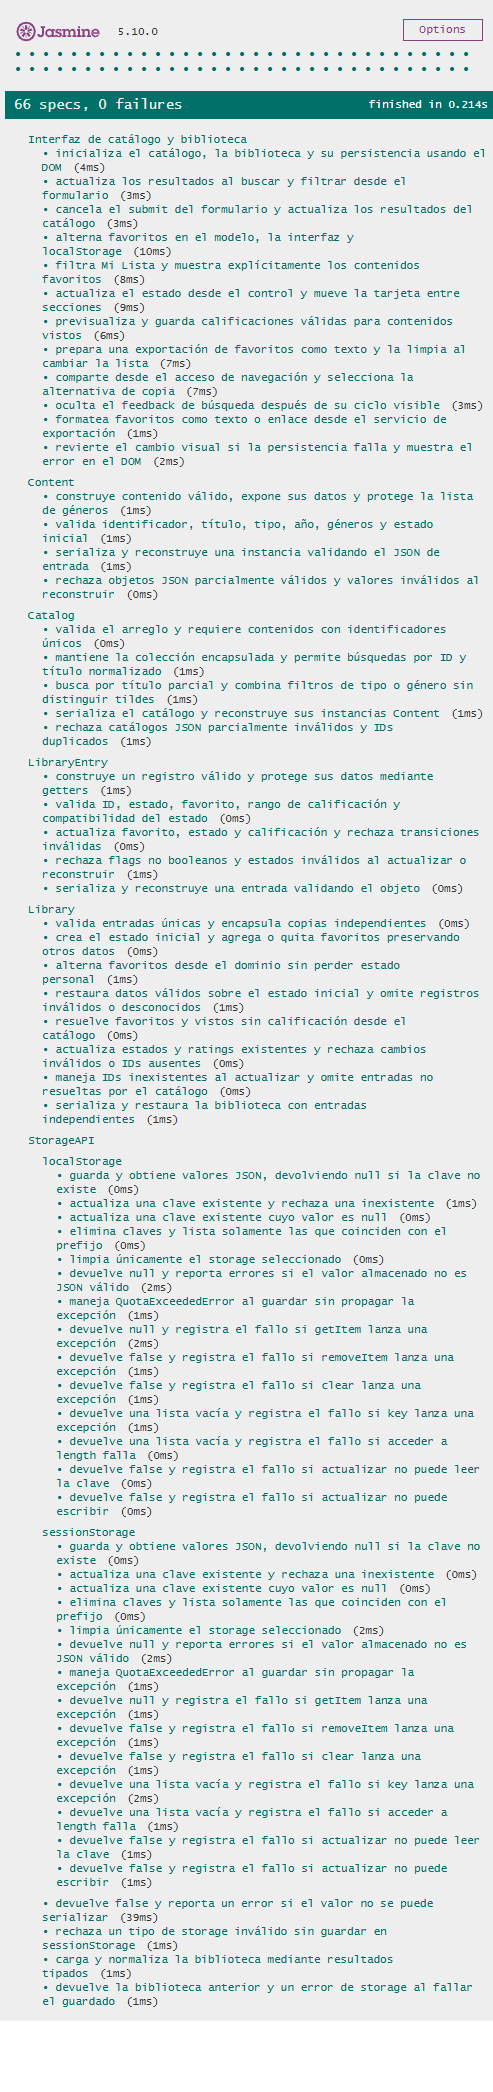 Jasmine 5.10.0 Options
66 specs, 0 failures finished in 0.214s
Interfaz de catálogo y biblioteca
• inicializa el catálogo, la biblioteca y su persistencia usando el
DOM (4ms)
• actualiza los resultados al buscar y filtrar desde el
formulario (3ms)
• cancela el submit del formulario y actualiza los resultados del
catálogo (3ms)
• alterna favoritos en el modelo, la interfaz y
localStorage (10ms)
• filtra Mi Lista y muestra explícitamente los contenidos
favoritos (8ms)
• actualiza el estado desde el control y mueve la tarjeta entre
secciones (9ms)
• previsualiza y guarda calificaciones válidas para contenidos
vistos (6ms)
• prepara una exportación de favoritos como texto y la limpia al
cambiar la lista (7ms)
• comparte desde el acceso de navegación y selecciona la
alternativa de copia (7ms)
• oculta el feedback de búsqueda después de su ciclo visible (3ms)
• formatea favoritos como texto o enlace desde el servicio de
exportación (1ms)
• revierte el cambio visual si la persistencia falla y muestra el
error en el DOM (2ms)
Content
• construye contenido válido, expone sus datos y protege la lista
de géneros (1ms)
• valida identificador, título, tipo, año, géneros y estado
inicial (1ms)
• serializa y reconstruye una instancia validando el JSON de
entrada (1ms)
• rechaza objetos JSON parcialmente válidos y valores inválidos al
reconstruir (0ms)
Catalog
• valida el arreglo y requiere contenidos con identificadores
únicos (0ms)
• mantiene la colección encapsulada y permite búsquedas por ID y
título normalizado (1ms)
• busca por título parcial y combina filtros de tipo o género sin
distinguir tildes (1ms)
• serializa el catálogo y reconstruye sus instancias Content (1ms)
• rechaza catálogos JSON parcialmente inválidos y IDs
duplicados (1ms)
LibraryEntry
• construye un registro válido y protege sus datos mediante
getters (1ms)
• valida ID, estado, favorito, rango de calificación y
compatibilidad del estado (0ms)
• actualiza favorito, estado y calificación y rechaza transiciones
inválidas (0ms)
• rechaza flags no booleanos y estados inválidos al actualizar o
reconstruir (1ms)
• serializa y reconstruye una entrada validando el objeto (0ms)
Library
• valida entradas únicas y encapsula copias independientes (0ms)
• crea el estado inicial y agrega o quita favoritos preservando
otros datos (0ms)
• alterna favoritos desde el dominio sin perder estado
personal (1ms)
• restaura datos válidos sobre el estado inicial y omite registros
inválidos o desconocidos (1ms)
• resuelve favoritos y vistos sin calificación desde el
catálogo (0ms)
• actualiza estados y ratings existentes y rechaza cambios
inválidos o IDs ausentes (0ms)
• maneja IDs inexistentes al actualizar y omite entradas no
resueltas por el catálogo (0ms)
• serializa y restaura la biblioteca con entradas
independientes (1ms)
StorageAPI
localStorage
• guarda y obtiene valores JSON, devolviendo null si la clave no
existe (0ms)
• actualiza una clave existente y rechaza una inexistente (1ms)
• actualiza una clave existente cuyo valor es null (0ms)
• elimina claves y lista solamente las que coinciden con el
prefijo (0ms)
• limpia únicamente el storage seleccionado (0ms)
• devuelve null y reporta errores si el valor almacenado no es
JSON válido (2ms)
• maneja QuotaExceededError al guardar sin propagar la
excepción (1ms)
• devuelve null y registra el fallo si getItem lanza una
excepción (2ms)
• devuelve false y registra el fallo si removeItem lanza una
excepción (1ms)
• devuelve false y registra el fallo si clear lanza una
excepción (1ms)
• devuelve una lista vacía y registra el fallo si key lanza una
excepción (1ms)
• devuelve una lista vacía y registra el fallo si acceder a
length falla (0ms)
• devuelve false y registra el fallo si actualizar no puede leer
la clave (0ms)
• devuelve false y registra el fallo si actualizar no puede
escribir (0ms)
sessionStorage
• guarda y obtiene valores JSON, devolviendo null si la clave no
existe (0ms)
• actualiza una clave existente y rechaza una inexistente (0ms)
• actualiza una clave existente cuyo valor es null (0ms)
• elimina claves y lista solamente las que coinciden con el
prefijo (0ms)
• limpia únicamente el storage seleccionado (2ms)
• devuelve null y reporta errores si el valor almacenado no es
JSON válido (2ms)
• maneja QuotaExceededError al guardar sin propagar la
excepción (1ms)
• devuelve null y registra el fallo si getItem lanza una
excepción (1ms)
• devuelve false y registra el fallo si removeItem lanza una
excepción (1ms)
• devuelve false y registra el fallo si clear lanza una
excepción (1ms)
• devuelve una lista vacía y registra el fallo si key lanza una
excepción (2ms)
• devuelve una lista vacía y registra el fallo si acceder a
length falla (1ms)
• devuelve false y registra el fallo si actualizar no puede leer
la clave (1ms)
• devuelve false y registra el fallo si actualizar no puede
escribir (1ms)
• devuelve false y reporta un error si el valor no se puede
serializar (39ms)
• rechaza un tipo de storage inválido sin guardar en
sessionStorage (1ms)
• carga y normaliza la biblioteca mediante resultados
tipados (1ms)
• devuelve la biblioteca anterior y un error de storage al fallar
el guardado (1ms)